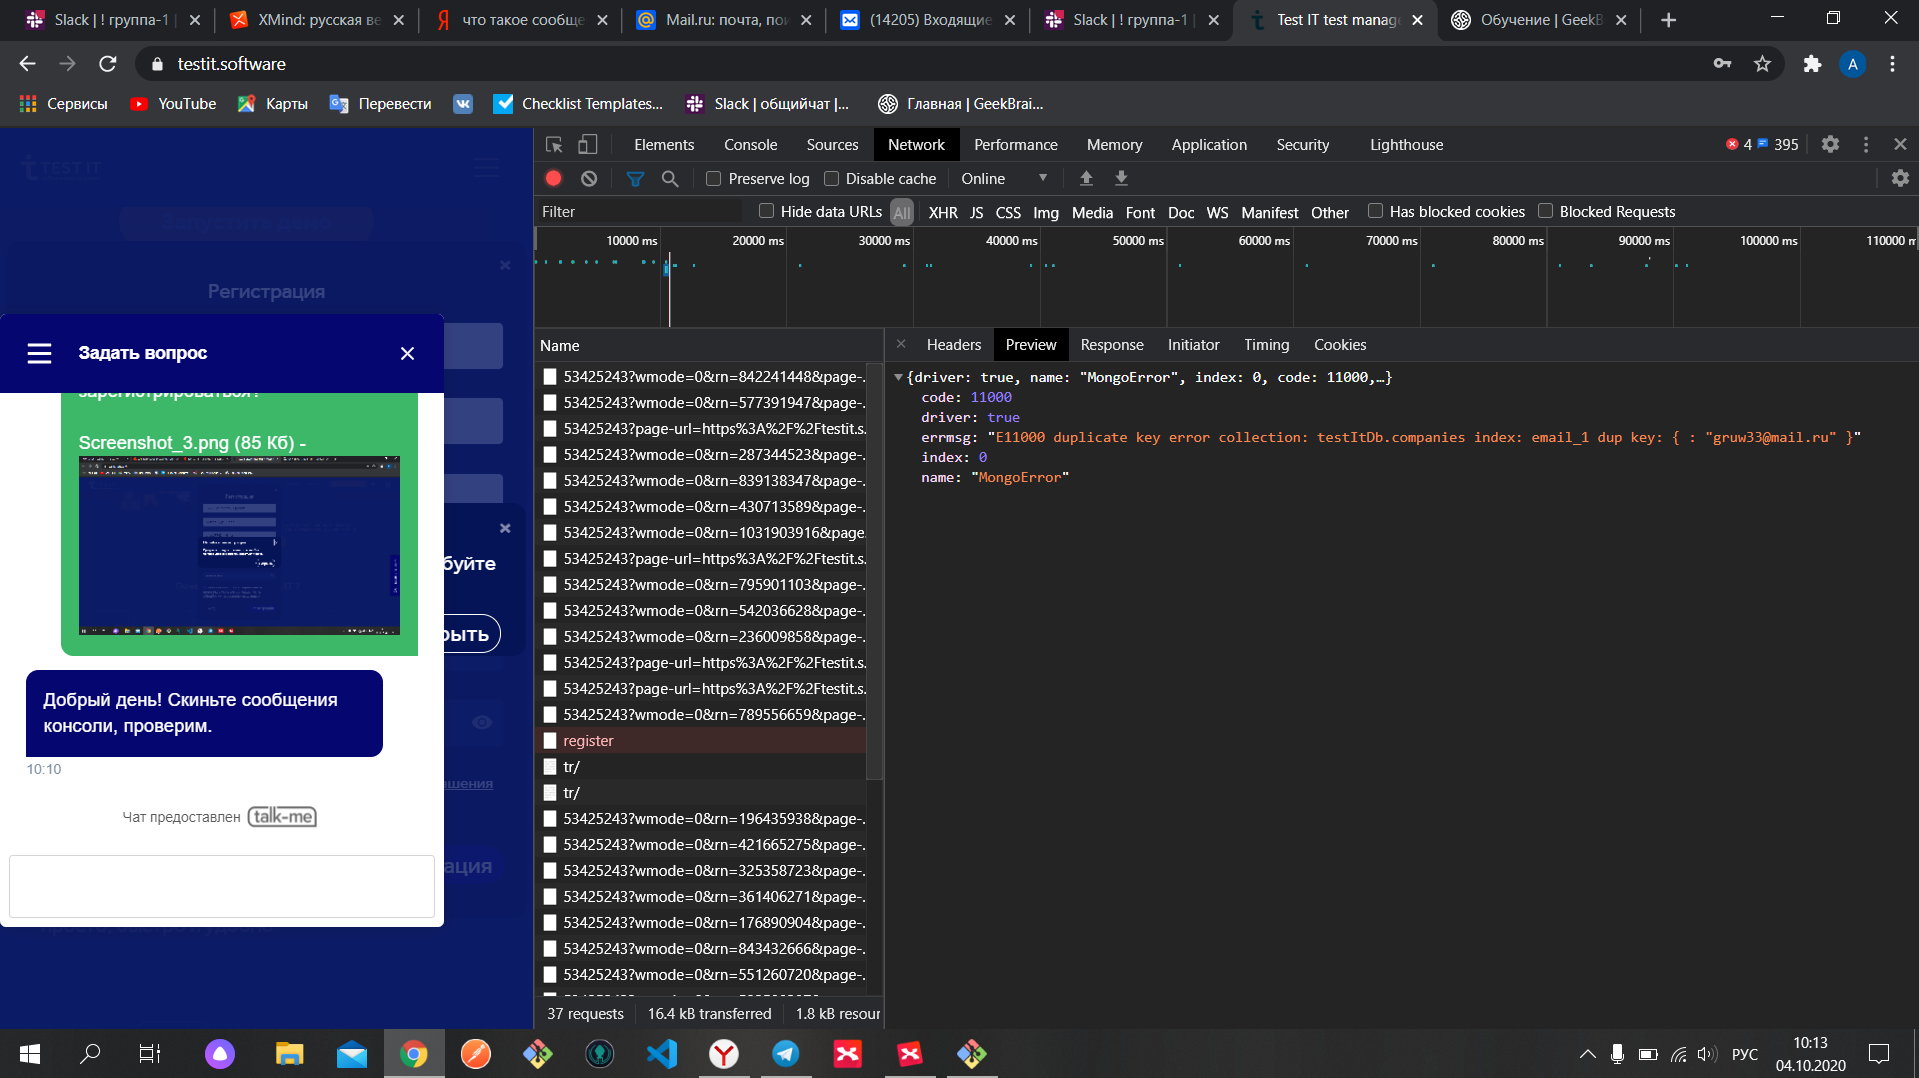 Slack | ! группа-1 |
XMind: русская ве
что такое сообще
Mail.ru: почта, пои
(14205) Входящие
Slack | ! группа-1 |
Test IT test manag
Обучение | GeekB
testit.software
A
Сервисы
YouTube
Карты
Перевести
Checklist Templates...
Slack | общийчат |...
Главная | GeekBrai...
TEST IT
Запустить демо
Регистрация
Задать вопрос
зарегистрироваться?
Screenshot_3.png (85 Кб) -
буйте
рыть
Добрый день! Скиньте сообщения
консоли, проверим.
10:10
ошения
Чат предоставлен talk-me
ация
Elements
Console
Sources
Network
Performance
Memory
Application
Security
Lighthouse
4
395
Preserve log
Disable cache
Online
Filter
Hide data URLs
All
XHR
JS
CSS
Img
Media
Font
Doc
WS
Manifest
Other
Has blocked cookies
Blocked Requests
10000 ms
20000 ms
30000 ms
40000 ms
50000 ms
60000 ms
70000 ms
80000 ms
90000 ms
100000 ms
110000 m
Name
53425243?wmode=0&rn=842241448&page-.
53425243?wmode=0&rn=577391947&page-.
53425243?page-url=https%3A%2F%2Ftestit.s.
53425243?wmode=0&rn=287344523&page-.
53425243?wmode=0&rn=839138347&page-.
53425243?wmode=0&rn=430713589&page-.
53425243?wmode=0&rn=1031903916&page.
53425243?page-url=https%3A%2F%2Ftestit.s.
53425243?wmode=0&rn=795901103&page-.
53425243?wmode=0&rn=542036628&page-.
53425243?wmode=0&rn=236009858&page-.
53425243?page-url=https%3A%2F%2Ftestit.s.
53425243?page-url=https%3A%2F%2Ftestit.s.
53425243?wmode=0&rn=789556659&page-.
register
tr/
tr/
53425243?wmode=0&rn=196435938&page-.
53425243?wmode=0&rn=421665275&page-.
53425243?wmode=0&rn=325358723&page-.
53425243?wmode=0&rn=361406271&page-.
53425243?wmode=0&rn=176890904&page-.
53425243?wmode=0&rn=843432666&page-.
53425243?wmode=0&rn=551260720&page-.
37 requests
16.4 kB transferred
1.8 kB resour
Headers
Preview
Response
Initiator
Timing
Cookies
{driver: true, name: "MongoError", index: 0, code: 11000,…}
code: 11000
driver: true
errmsg: "E11000 duplicate key error collection: testItDb.companies index: email_1 dup key: { : "gruw33@mail.ru" }"
index: 0
name: "MongoError"
РУС
10:13
04.10.2020